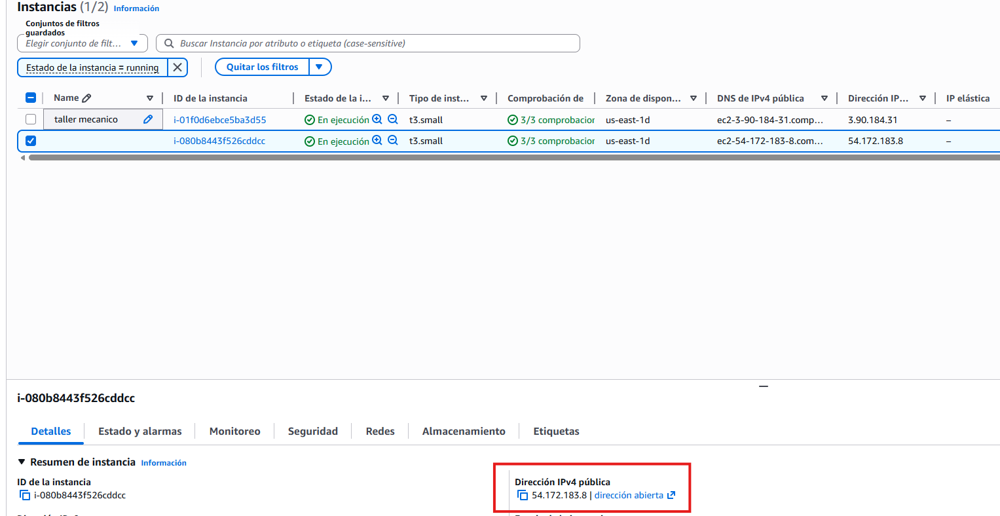 Instancias (1/2) Información
Conjuntos de filtros
guardados
Elegir conjunto de filt...
Buscar Instancia por atributo o etiqueta (case-sensitive)
Estado de la instancia = running
Quitar los filtros
Name ID de la instancia Estado de la i... Tipo de inst... Comprobación de Zona de dispon... DNS de IPv4 pública Dirección IP... IP elástica
taller mecanico i-01f0d6ebce5ba3d55 En ejecución t3.small 3/3 comprobacior us-east-1d ec2-3-90-184-31.comp... 3.90.184.31 –
i-080b8443f526cddcc En ejecución t3.small 3/3 comprobacior us-east-1d ec2-54-172-183-8.com... 54.172.183.8 –
i-080b8443f526cddcc
Detalles Estado y alarmas Monitoreo Seguridad Redes Almacenamiento Etiquetas
Resumen de instancia Información
ID de la instancia
i-080b8443f526cddcc
Dirección IPv4 pública
54.172.183.8 | dirección abierta